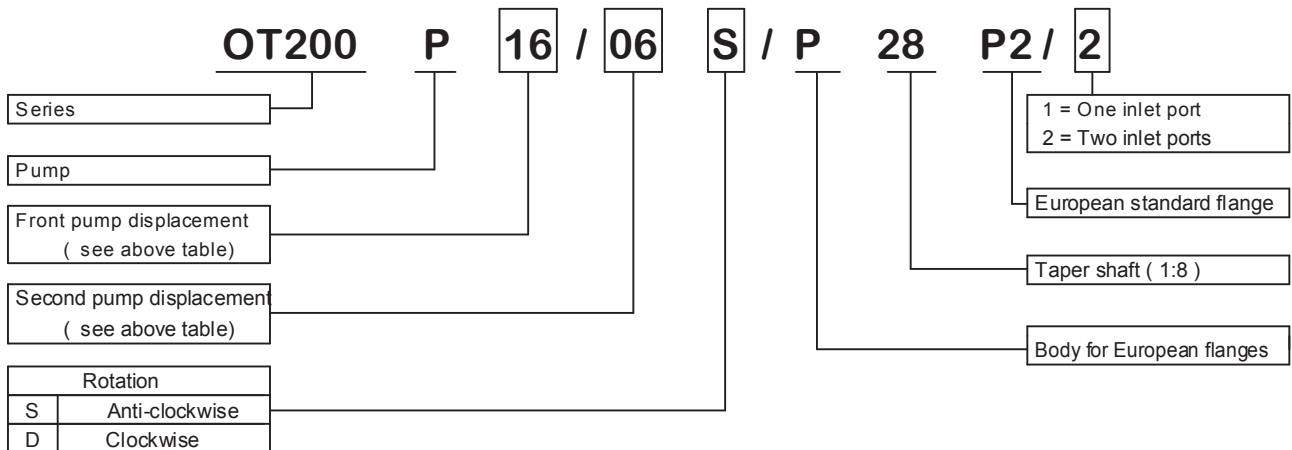 OT200 P 16 / 06 S / P 28 P2 / 2
Series
1 = One inlet port
2 = Two inlet ports
Pump
European standard flange
Front pump displacement
( see above table)
Taper shaft ( 1:8 )
Second pump displacement
( see above table)
Body for European flanges
Rotation
S Anti-clockwise
D Clockwise